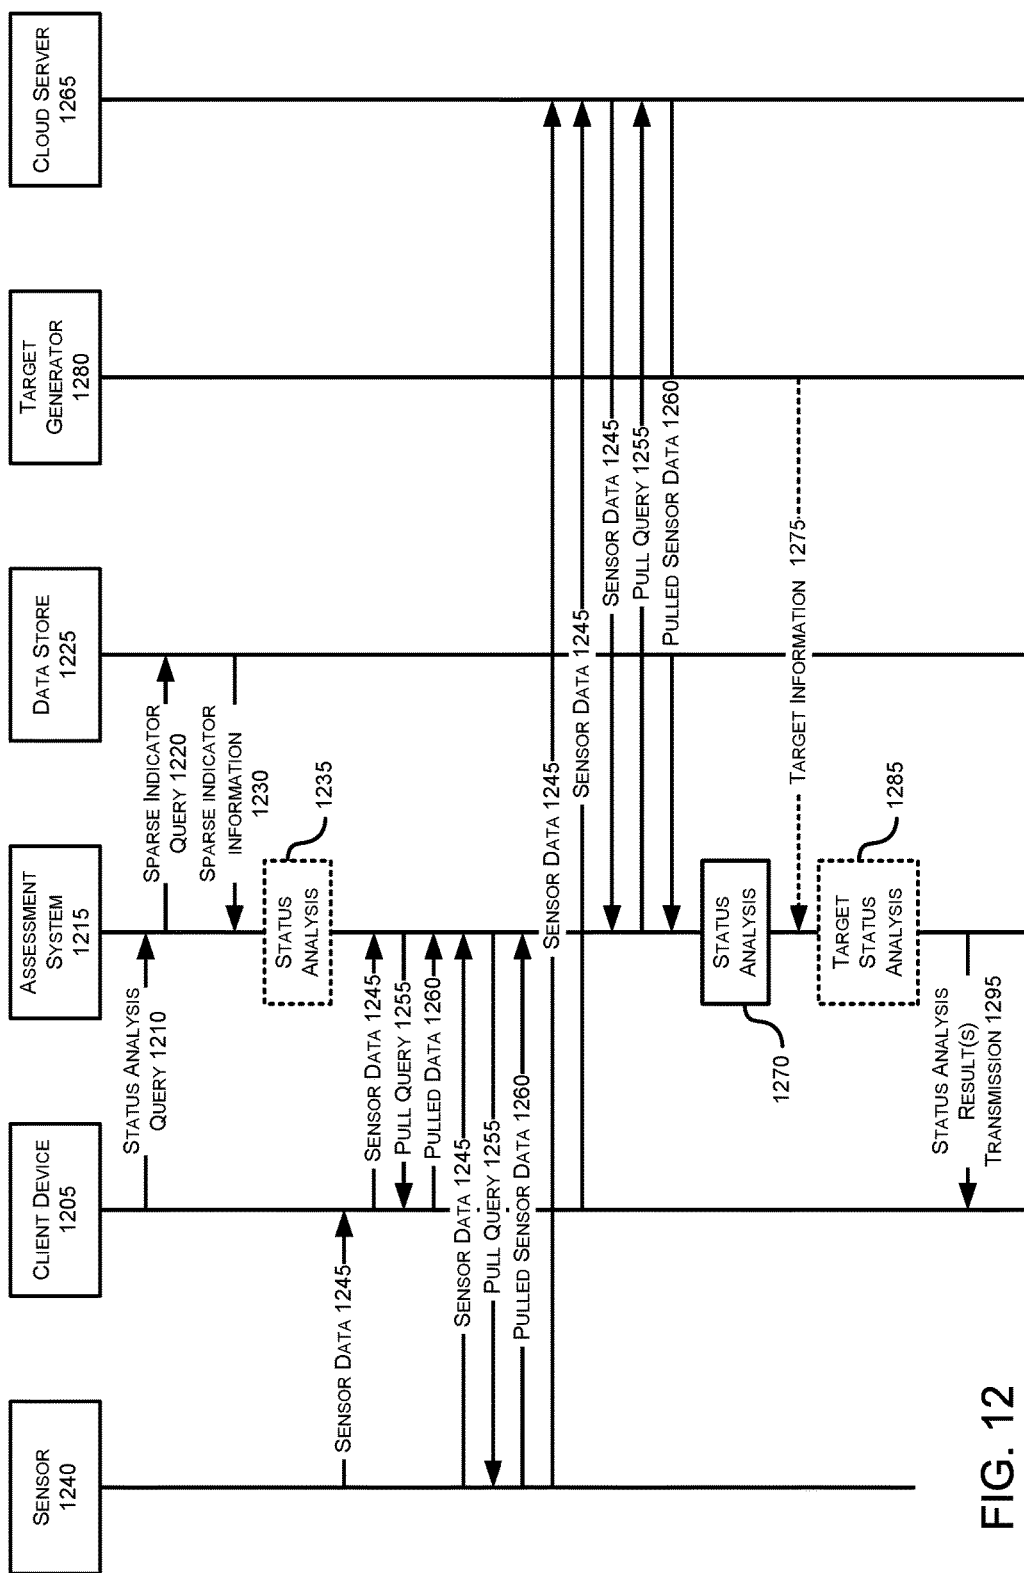 SENSOR
1240
CLIENT DEVICE
1205
ASSESSMENT
SYSTEM
1215
DATA STORE
1225
TARGET
GENERATOR
1280
CLOUD SERVER
1265
STATUS ANALYSIS
QUERY 1210
SPARSE INDICATOR
QUERY 1220
SPARSE INDICATOR
INFORMATION
1230
STATUS
ANALYSIS
1235
SENSOR DATA 1245
SENSOR DATA 1245
PULL QUERY 1255
PULLED DATA 1260
SENSOR DATA 1245
PULL QUERY 1255
PULLED SENSOR DATA 1260
SENSOR DATA 1245
SENSOR DATA 1245
SENSOR DATA 1245
PULL QUERY 1255
PULLED SENSOR DATA 1260
STATUS
ANALYSIS
1270
TARGET INFORMATION 1275
TARGET
STATUS
ANALYSIS
1285
STATUS ANALYSIS
RESULT(S)
TRANSMISSION 1295
FIG. 12